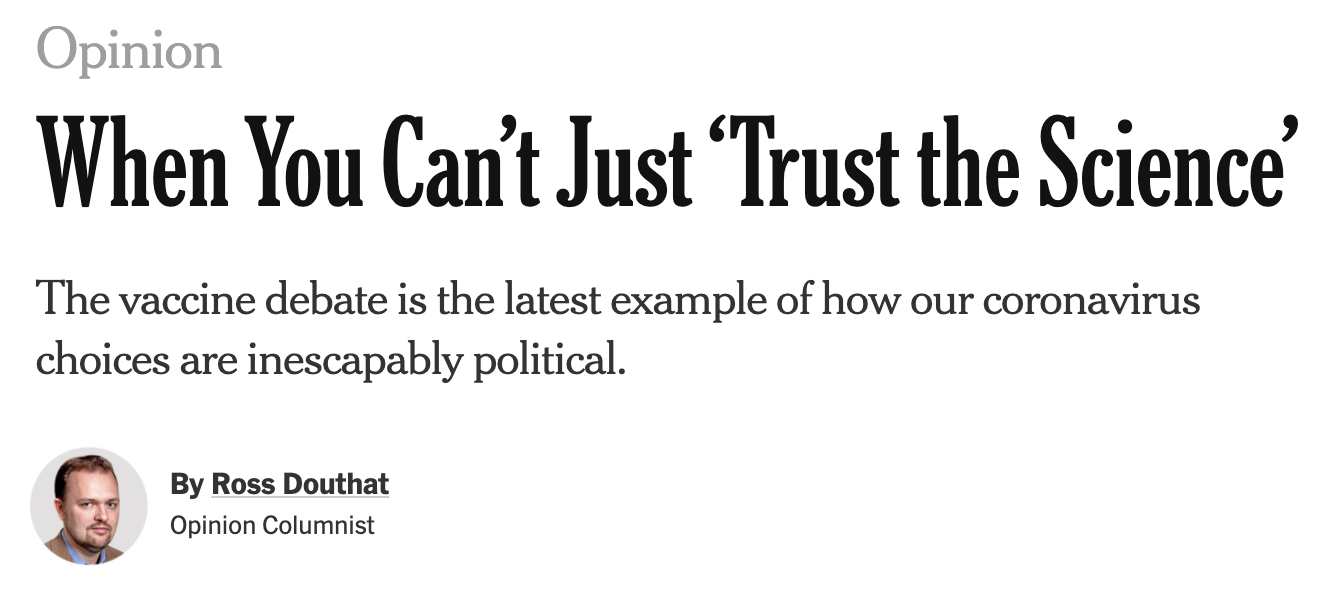 Opinion
When You Can’t Just ‘Trust the Science’
The vaccine debate is the latest example of how our coronavirus
choices are inescapably political.
By Ross Douthat
Opinion Columnist